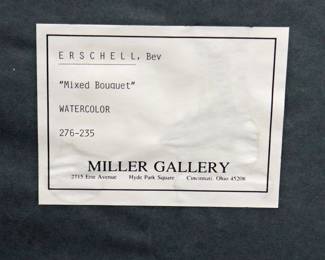 ERSCHELL, Bev
"Mixed Bouquet"
WATERCOLOR
276-235
MILLER GALLERY
2715 Erie Avenue Hyde Park Square Cincinnati, Ohio 45208